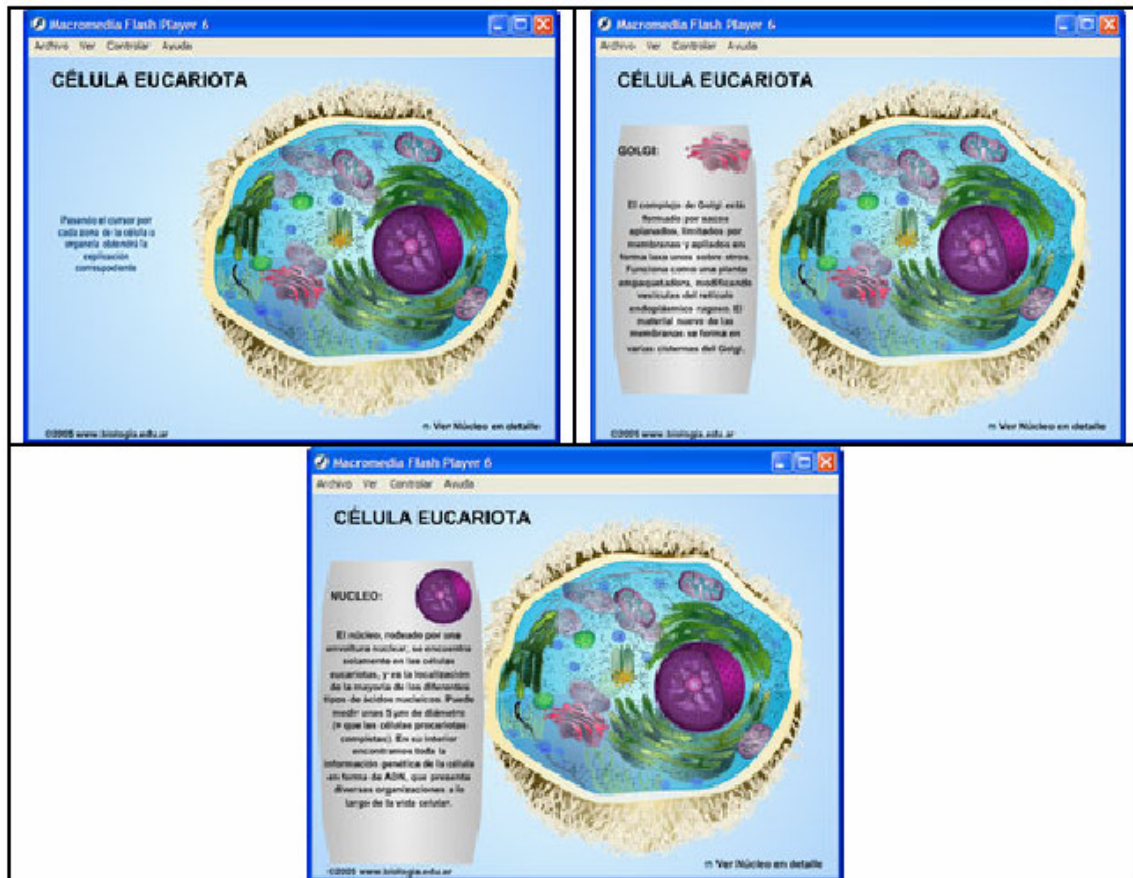 Macromedia Flash Player 6
Archivo Ver Controlar Ayuda
CÉLULA EUCARIOTA
Pasando el cursor por
cada zona de la célula u
organela obtendrá la
explicación
correspondiente
©2005 www.biologia.edu.ar
Ver Núcleo en detalle
Macromedia Flash Player 6
Archivo Ver Controlar Ayuda
CÉLULA EUCARIOTA
GOLGI:
El complejo de Golgi está
formado por sacos
aplanados, limitados por
membranas y apilados en
forma laxa unos sobre otros.
Funciona como una planta
empaquetadora, modificando
vesículas del retículo
endoplásmico rugoso. El
material nuevo de las
membranas se forma en
varias cisternas del Golgi.
©2005 www.biologia.edu.ar
Ver Núcleo en detalle
Macromedia Flash Player 6
Archivo Ver Controlar Ayuda
CÉLULA EUCARIOTA
NUCLEO:
El núcleo, rodeado por una
envoltura nuclear, se encuentra
solamente en las células
eucariotas, y es la localización
de la mayoría de los diferentes
tipos de ácidos nucleicos. Puede
medir unos 5 µm de diámetro
que las células procariotas
completas). En su interior
encontramos toda la
información genética de la célula
en forma de ADN, que presenta
diversas organizaciones a lo
largo de la vida celular.
©2005 www.biologia.edu.ar
Ver Núcleo en detalle